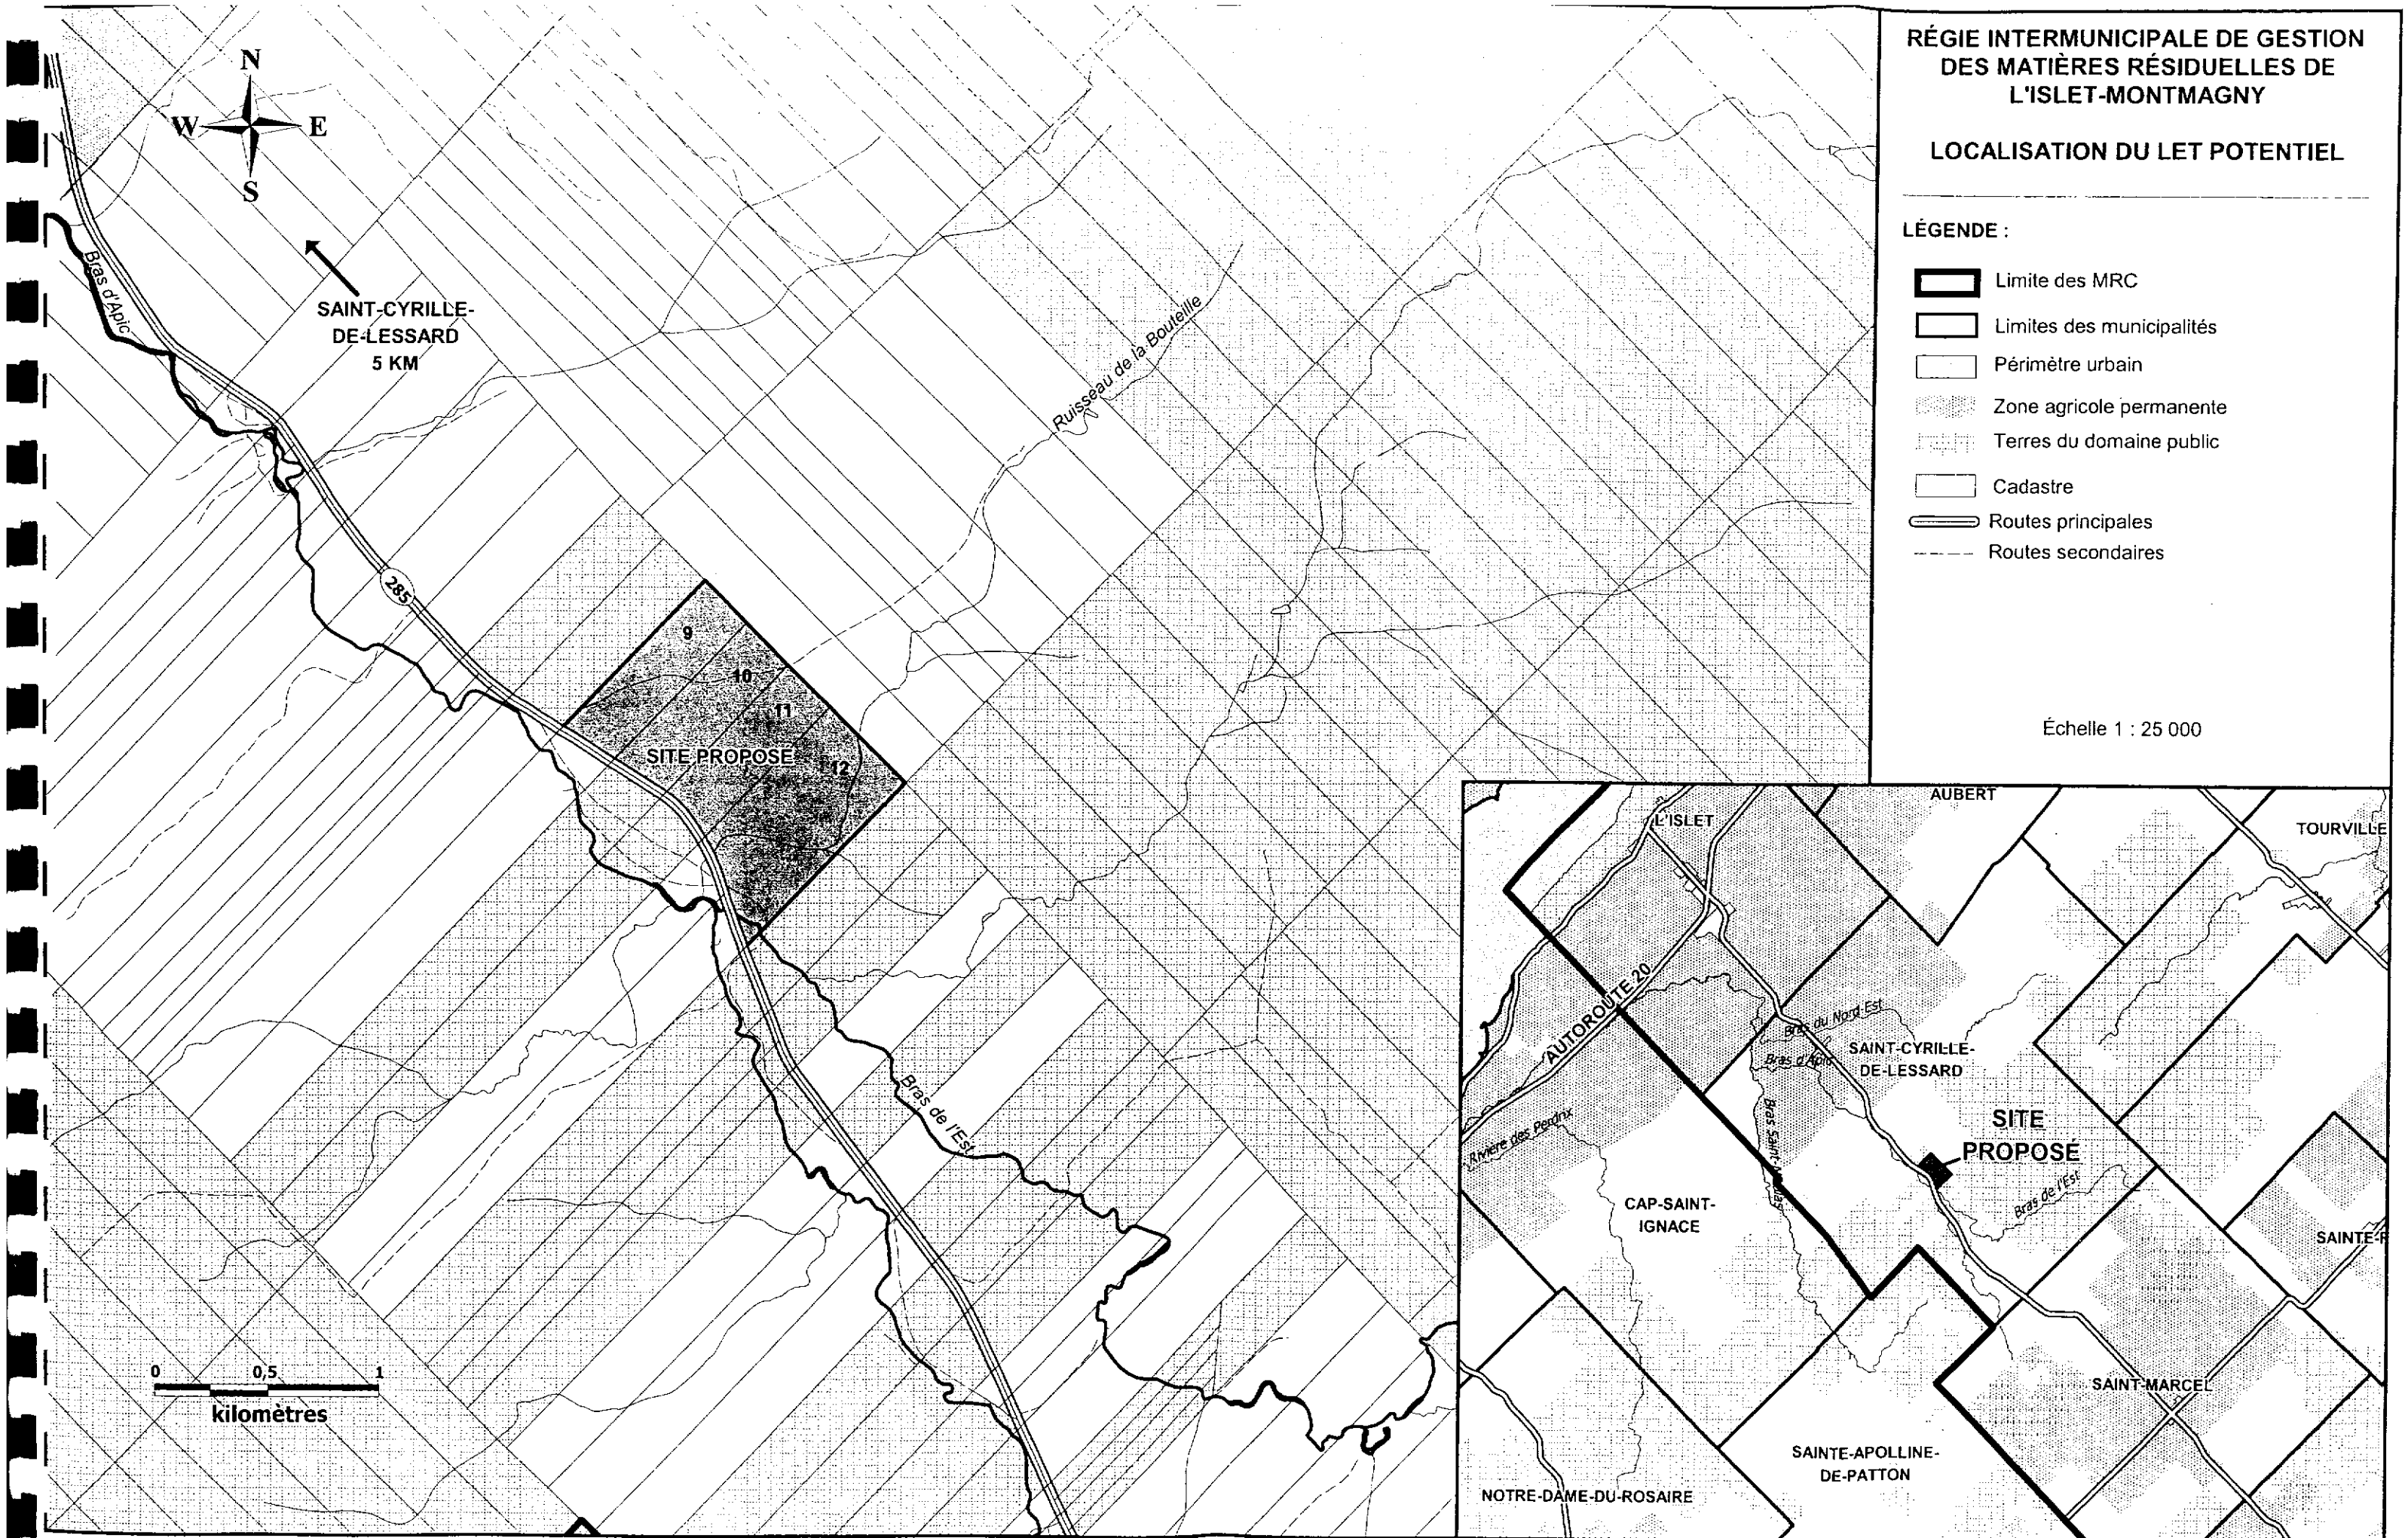 RÉGIE INTERMUNICIPALE DE GESTION
DES MATIÈRES RÉSIDUELLES DE
L'ISLET-MONTMAGNY
LOCALISATION DU LET POTENTIEL
LÉGENDE :
Limite des MRC
Limites des municipalités
Périmètre urbain
Zone agricole permanente
Terres du domaine public
Cadastre
Routes principales
Routes secondaires
Échelle 1 : 25 000
N
W
E
S
Bras d'Apic
SAINT-CYRILLE-
DE-LESSARD
5 KM
Ruisseau de la Bouteille
285
9
10
11
SITE PROPOSÉ
12
Bras de l'Est
0 0,5 1
kilomètres
AUBERT
L'ISLET
TOURVILLE
AUTOROUTE 20
Bras du Nord-Est
Bras d'Apic
SAINT-CYRILLE-
DE-LESSARD
Rivière des Perdrix
Bras Saint-Nicolas
SITE
PROPOSÉ
Bras de l'Est
CAP-SAINT-
IGNACE
SAINTE-F
SAINT-MARCEL
SAINTE-APOLLINE-
DE-PATTON
NOTRE-DAME-DU-ROSAIRE